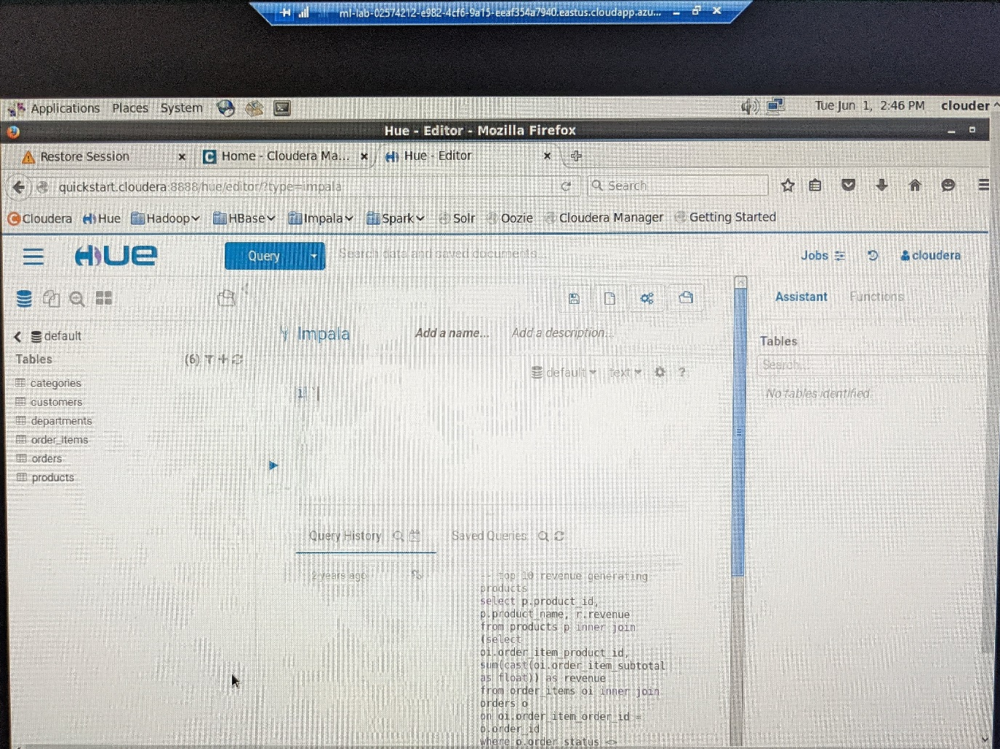 ml-lab-02574212-e982-4cf6-9a15-eeaf354a7940.eastus.cloudapp.azu...
Applications Places System
Tue Jun 1, 2:46 PM clouder
Hue - Editor - Mozilla Firefox
Restore Session
Home - Cloudera Ma...
Hue - Editor
quickstart.cloudera:8888/hue/editor/?type=impala
Search
Cloudera Hue Hadoop HBase Impala Spark Solr Oozie Cloudera Manager Getting Started
HUE
Query
Search data and saved documents...
Jobs
cloudera
Assistant Functions
default
Impala Add a name... Add a description...
Tables
(6)
Tables
Search...
No tables identified.
default text ?
1
categories
customers
departments
order_items
orders
products
Query History
Saved Queries
2 years ago
-- top 10 revenue generating
products
select p.product_id,
p.product_name, r.revenue
from products p inner join
(select
oi.order_item_product_id,
sum(cast(oi.order_item_subtotal
as float)) as revenue
from order_items oi inner join
orders o
on oi.order_item_order_id =
o.order_id
where o.order_status <>